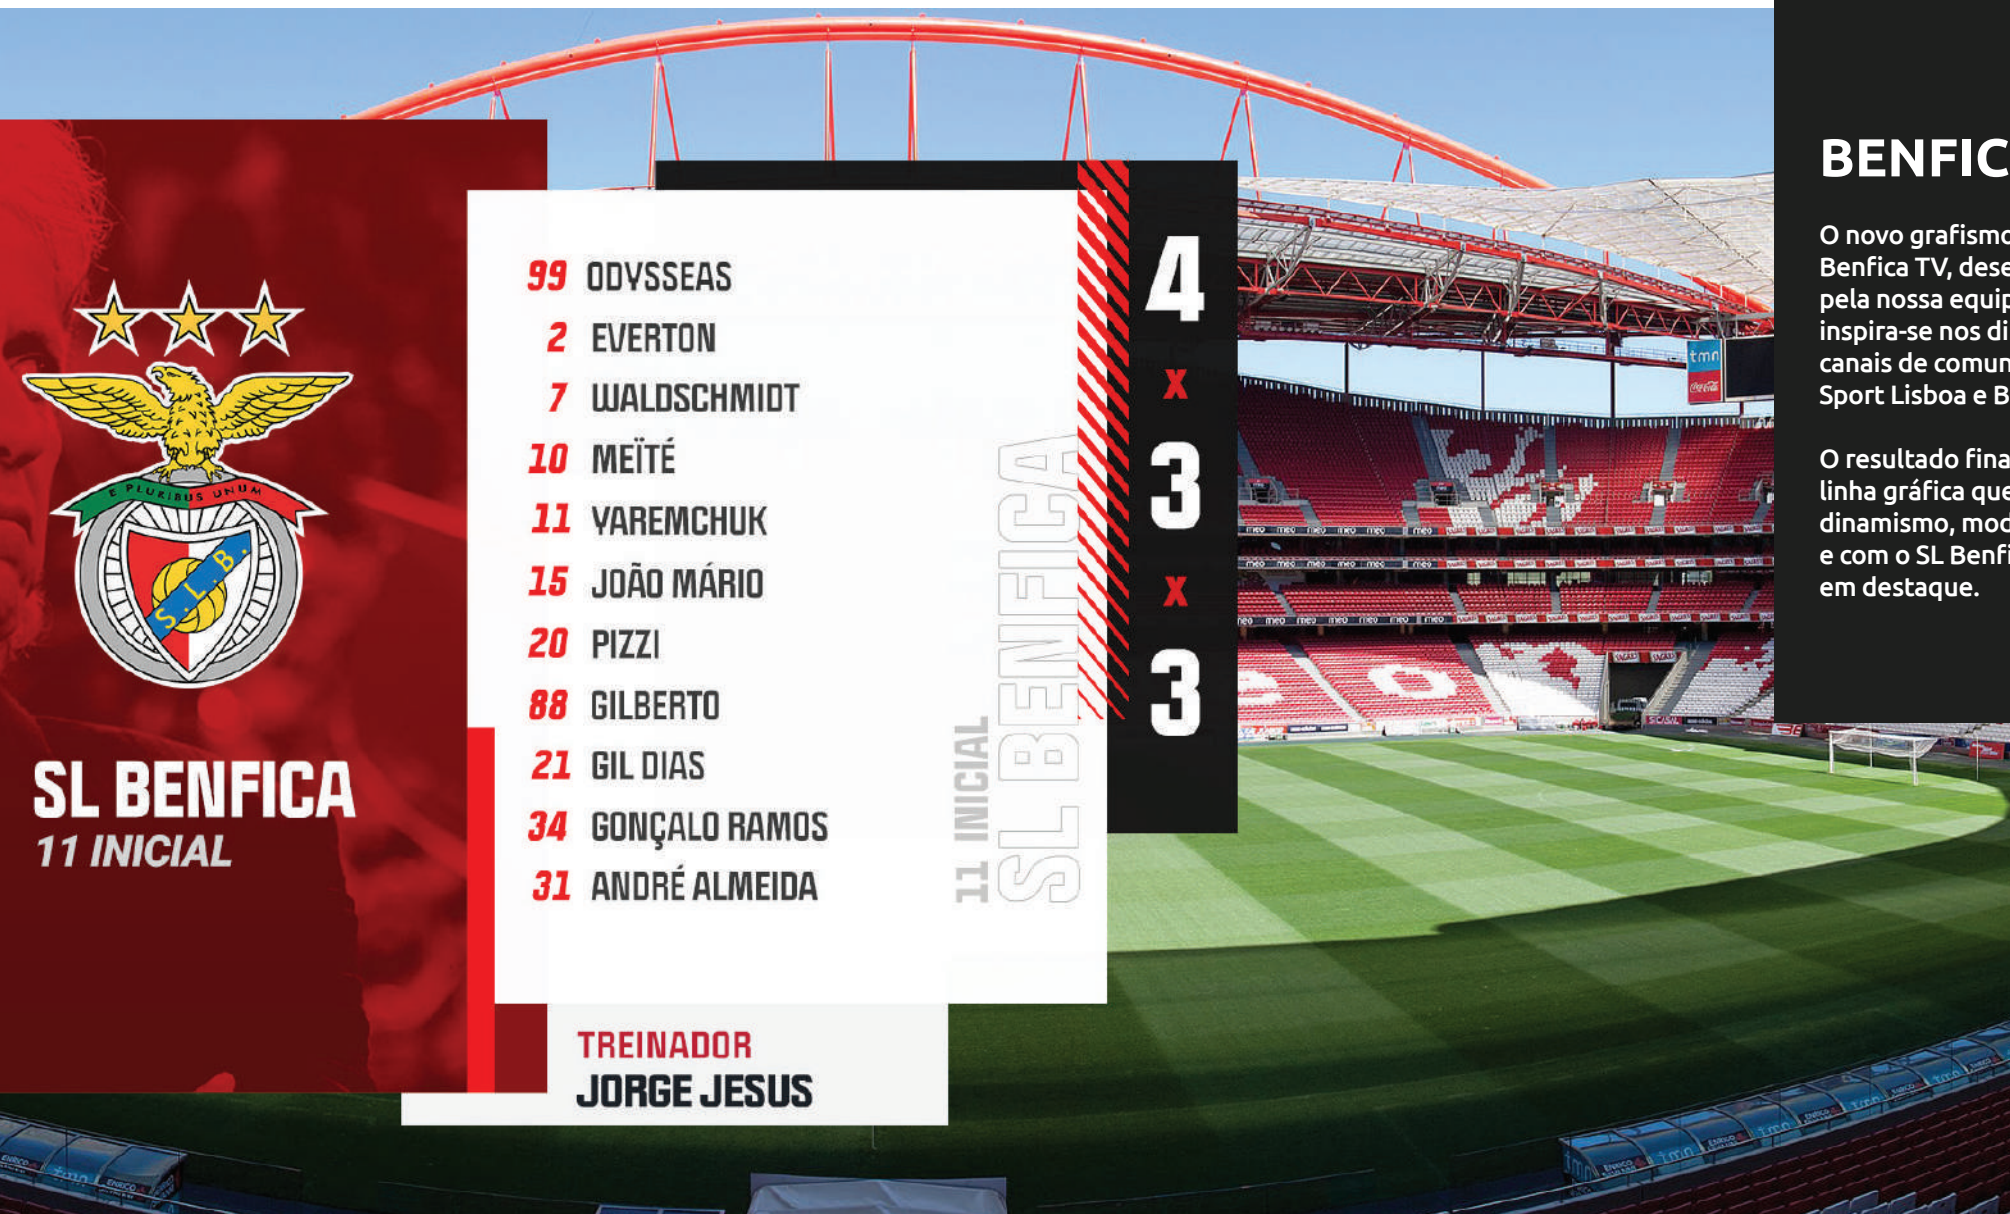 E PLURIBUS UNUM
S.L.B.
SL BENFICA
11 INICIAL
99 ODYSSEAS
2 EVERTON
7 WALDSCHMIDT
10 MEÏTÉ
11 YAREMCHUK
15 JOÃO MÁRIO
20 PIZZI
88 GILBERTO
21 GIL DIAS
34 GONÇALO RAMOS
31 ANDRÉ ALMEIDA
11 INICIAL
SL BENFICA
TREINADOR
JORGE JESUS
4
x
3
x
3
tmn
Coca-Cola
BENFIC
O novo grafismo
Benfica TV, dese
pela nossa equip
inspira-se nos di
canais de comun
Sport Lisboa e B
O resultado fina
linha gráfica que
dinamismo, mod
e com o SL Benfi
em destaque.